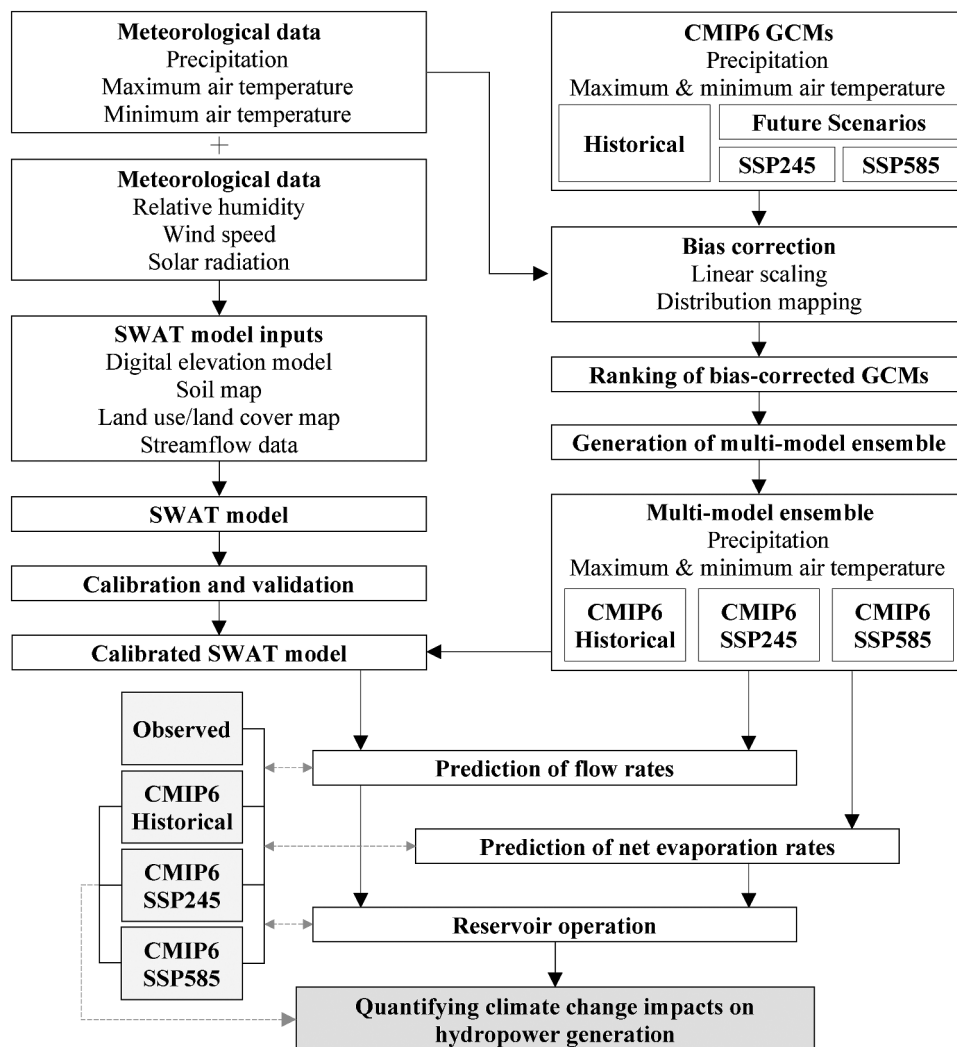 Meteorological data
Precipitation
Maximum air temperature
Minimum air temperature
+
Meteorological data
Relative humidity
Wind speed
Solar radiation
SWAT model inputs
Digital elevation model
Soil map
Land use/land cover map
Streamflow data
SWAT model
Calibration and validation
Calibrated SWAT model
CMIP6 GCMs
Precipitation
Maximum & minimum air temperature
Historical
Future Scenarios
SSP245
SSP585
Bias correction
Linear scaling
Distribution mapping
Ranking of bias-corrected GCMs
Generation of multi-model ensemble
Multi-model ensemble
Precipitation
Maximum & minimum air temperature
CMIP6
Historical
CMIP6
SSP245
CMIP6
SSP585
Observed
CMIP6
Historical
CMIP6
SSP245
CMIP6
SSP585
Prediction of flow rates
Prediction of net evaporation rates
Reservoir operation
Quantifying climate change impacts on
hydropower generation